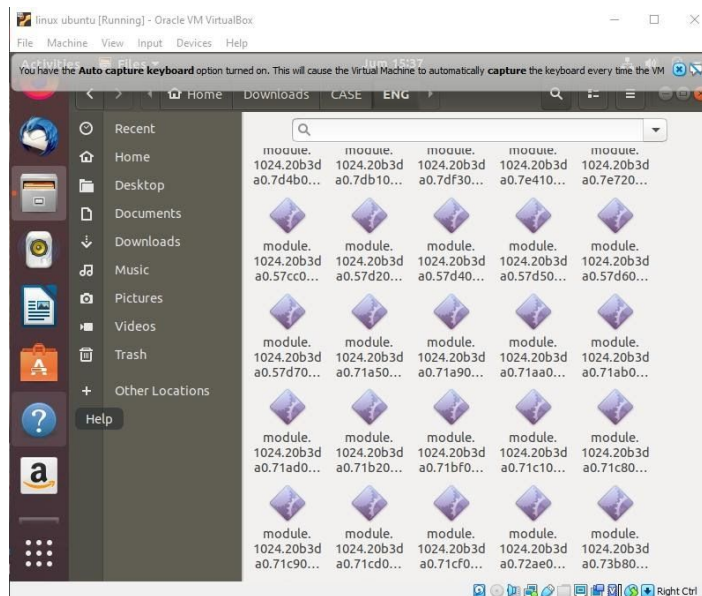 linux ubuntu [Running] - Oracle VM VirtualBox
File Machine View Input Devices Help
Jum 15:37
You have the Auto capture keyboard option turned on. This will cause the Virtual Machine to automatically capture the keyboard every time the VM
Home Downloads CASE ENG
Recent
Home
Desktop
Documents
Downloads
Music
Pictures
Videos
Trash
+ Other Locations
Help
module. module. module. module. module.
1024.20b3d 1024.20b3d 1024.20b3d 1024.20b3d 1024.20b3d
a0.7d4b0... a0.7db10... a0.7df30... a0.7e410... a0.7e720...
module. module. module. module. module.
1024.20b3d 1024.20b3d 1024.20b3d 1024.20b3d 1024.20b3d
a0.57cc0... a0.57d20... a0.57d40... a0.57d50... a0.57d60...
module. module. module. module. module.
1024.20b3d 1024.20b3d 1024.20b3d 1024.20b3d 1024.20b3d
a0.57d70... a0.71a50... a0.71a90... a0.71aa0... a0.71ab0...
module. module. module. module. module.
1024.20b3d 1024.20b3d 1024.20b3d 1024.20b3d 1024.20b3d
a0.71ad0... a0.71b20... a0.71bf0... a0.71c10... a0.71c80...
module. module. module. module. module.
1024.20b3d 1024.20b3d 1024.20b3d 1024.20b3d 1024.20b3d
a0.71c90... a0.71cd0... a0.71cf0... a0.72ae0... a0.73b80...
Right Ctrl